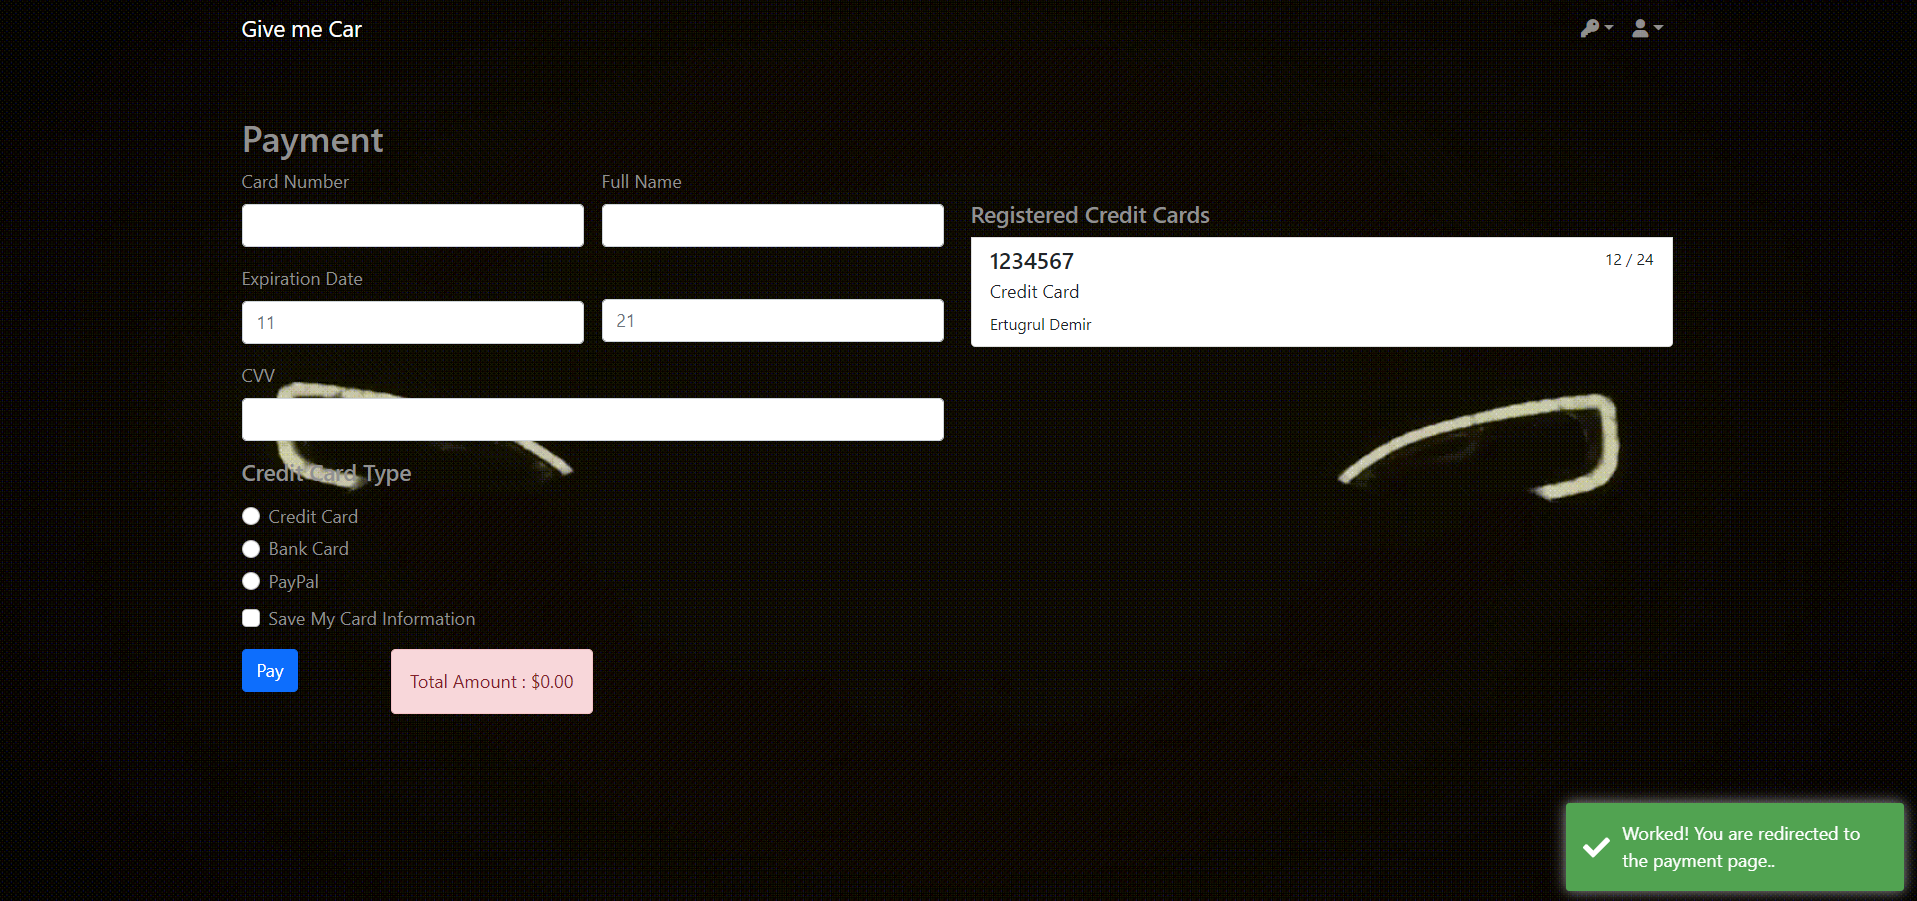 Give me Car
Payment
Card Number
Full Name
Expiration Date
11
21
CVV
Credit Card Type
Credit Card
Bank Card
PayPal
Save My Card Information
Pay
Total Amount : $0.00
Registered Credit Cards
1234567
12 / 24
Credit Card
Ertugrul Demir
Worked! You are redirected to
the payment page..